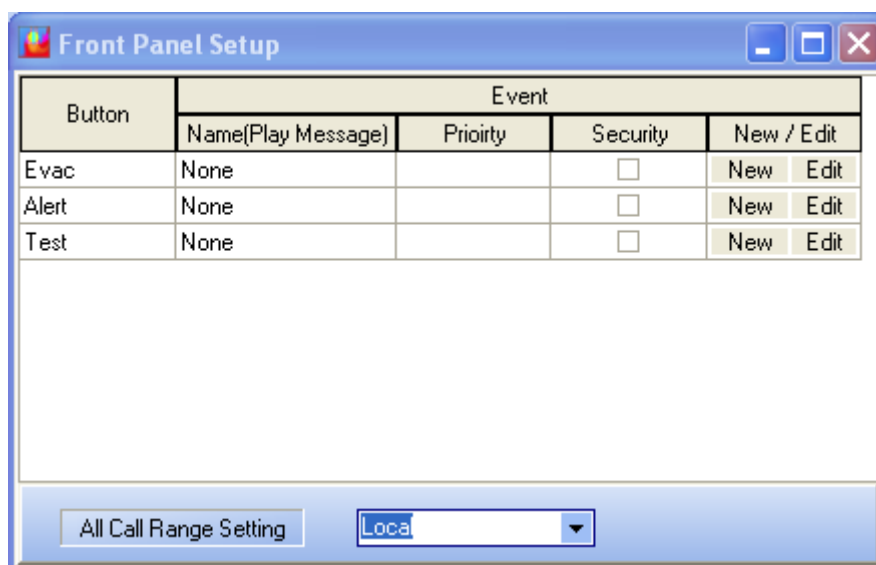 Front Panel Setup
Button Event
Name(Play Message) Prioirty Security New / Edit
Evac None New Edit
Alert None New Edit
Test None New Edit
All Call Range Setting Local